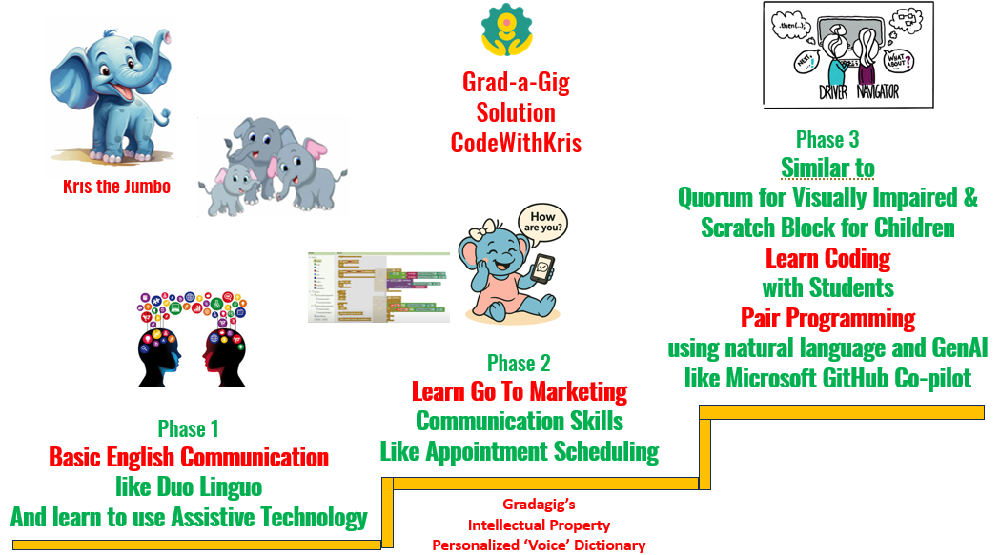 Grad-a-Gig
Solution
CodeWithKris
Kris the Jumbo
.then(..);
NEXT,
...!
WHAT
ABOUT...?
DRIVER NAVIGATOR
How
are you?
Phase 1
Basic English Communication
like Duo Linguo
And learn to use Assistive Technology
Phase 2
Learn Go To Marketing
Communication Skills
Like Appointment Scheduling
Phase 3
Similar to
Quorum for Visually Impaired &
Scratch Block for Children
Learn Coding
with Students
Pair Programming
using natural language and GenAI
like Microsoft GitHub Co-pilot
Gradagig's
Intellectual Property
Personalized 'Voice' Dictionary